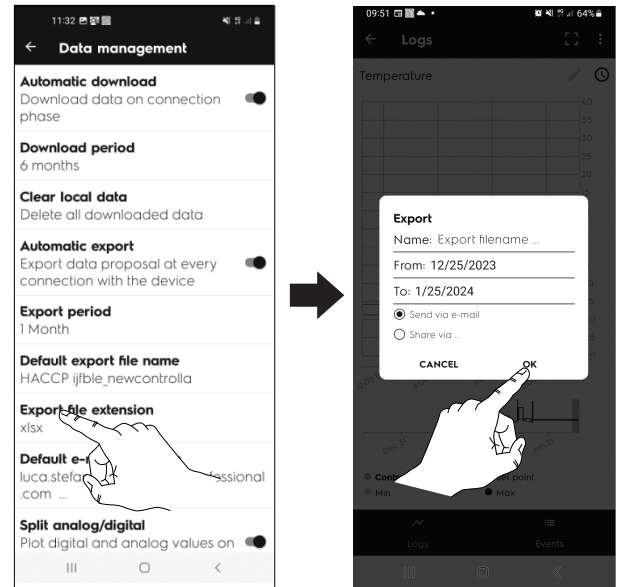 11:32
Data management
Automatic download
Download data on connection
phase
Download period
6 months
Clear local data
Delete all downloaded data
Automatic export
Export data proposal at every
connection with the device
Export period
1 Month
Default export file name
HACCP ijfble_newcontrolla
Export file extension
xlsx
Default e-
luca.stefa
.com ...
Split analog/digital
Plot digital and analog values on
09:51
64%
Logs
Temperature
40
35
30
25
20
15
Export
Name: Export filename ...
From: 12/25/2023
To: 1/25/2024
Send via e-mail
Share via ...
CANCEL
OK
Min
Max
Logs
Events